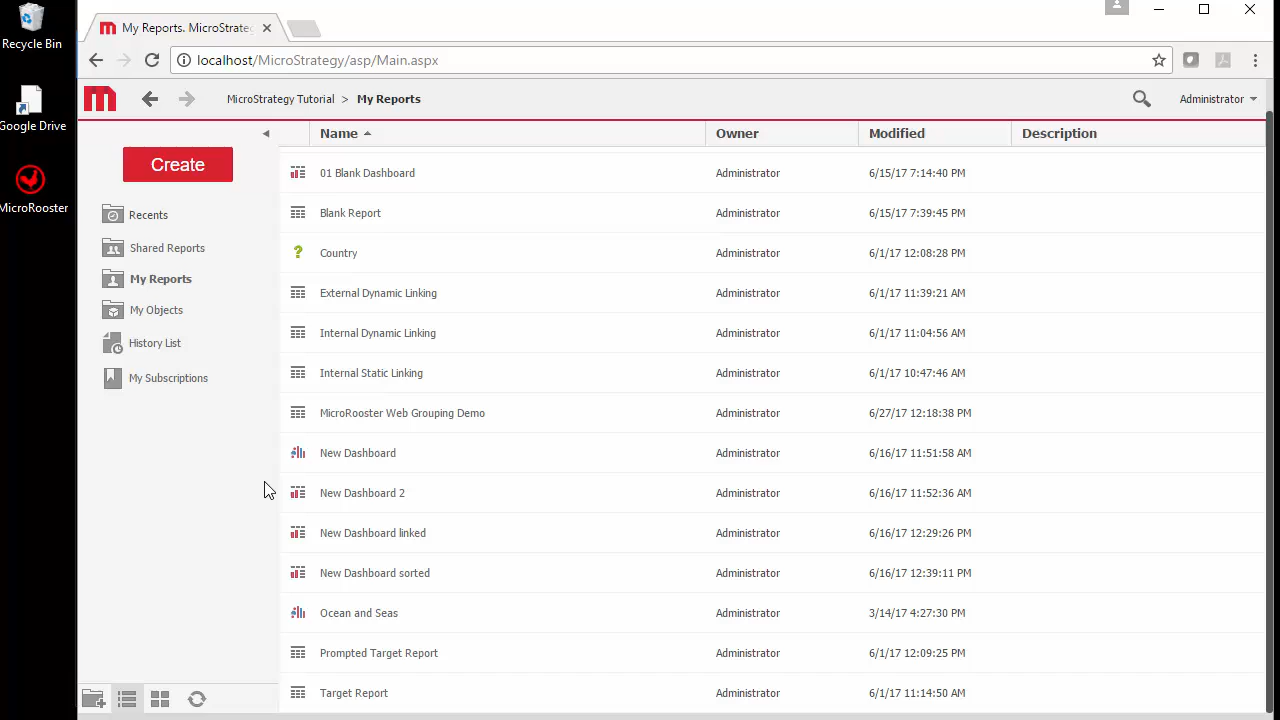 My Reports. MicroStrateg
Recycle Bin
localhost/MicroStrategy/asp/Main.aspx
Google Drive
MicroStrategy Tutorial > My Reports
Administrator
Name Owner Modified Description
Create
01 Blank Dashboard Administrator 6/15/17 7:14:40 PM
MicroRooster
Recents
Blank Report Administrator 6/15/17 7:39:45 PM
Shared Reports
Country Administrator 6/1/17 12:08:28 PM
My Reports
External Dynamic Linking Administrator 6/1/17 11:39:21 AM
My Objects
Internal Dynamic Linking Administrator 6/1/17 11:04:56 AM
History List
Internal Static Linking Administrator 6/1/17 10:47:46 AM
My Subscriptions
MicroRooster Web Grouping Demo Administrator 6/27/17 12:18:38 PM
New Dashboard Administrator 6/16/17 11:51:58 AM
New Dashboard 2 Administrator 6/16/17 11:52:36 AM
New Dashboard linked Administrator 6/16/17 12:29:26 PM
New Dashboard sorted Administrator 6/16/17 12:39:11 PM
Ocean and Seas Administrator 3/14/17 4:27:30 PM
Prompted Target Report Administrator 6/1/17 12:09:25 PM
Target Report Administrator 6/1/17 11:14:50 AM